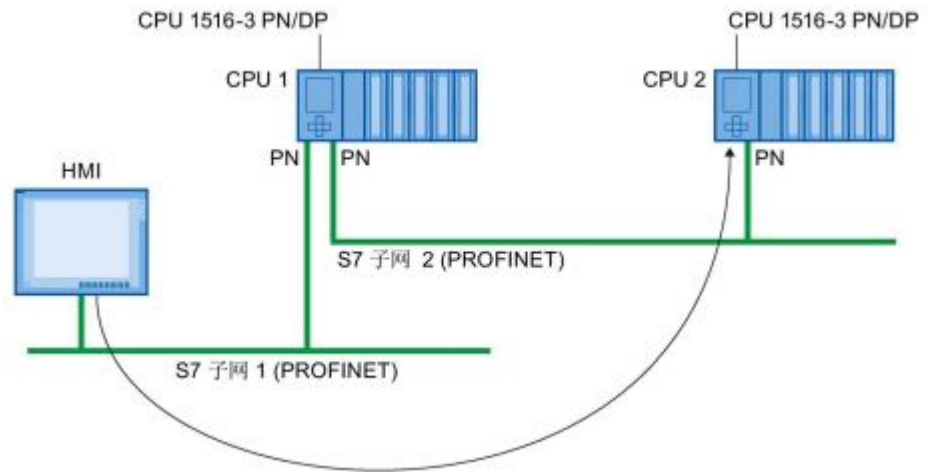 CPU 1516-3 PN/DP
CPU 1516-3 PN/DP
CPU 1
CPU 2
PN
PN
PN
HMI
S7 子网 2 (PROFINET)
S7 子网 1 (PROFINET)